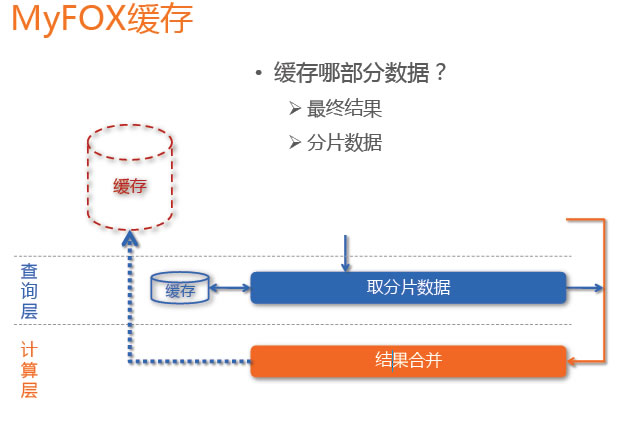 MyFOX缓存
• 缓存哪部分数据？
➢ 最终结果
➢ 分片数据
缓存
查询层
缓存
取分片数据
计算层
结果合并